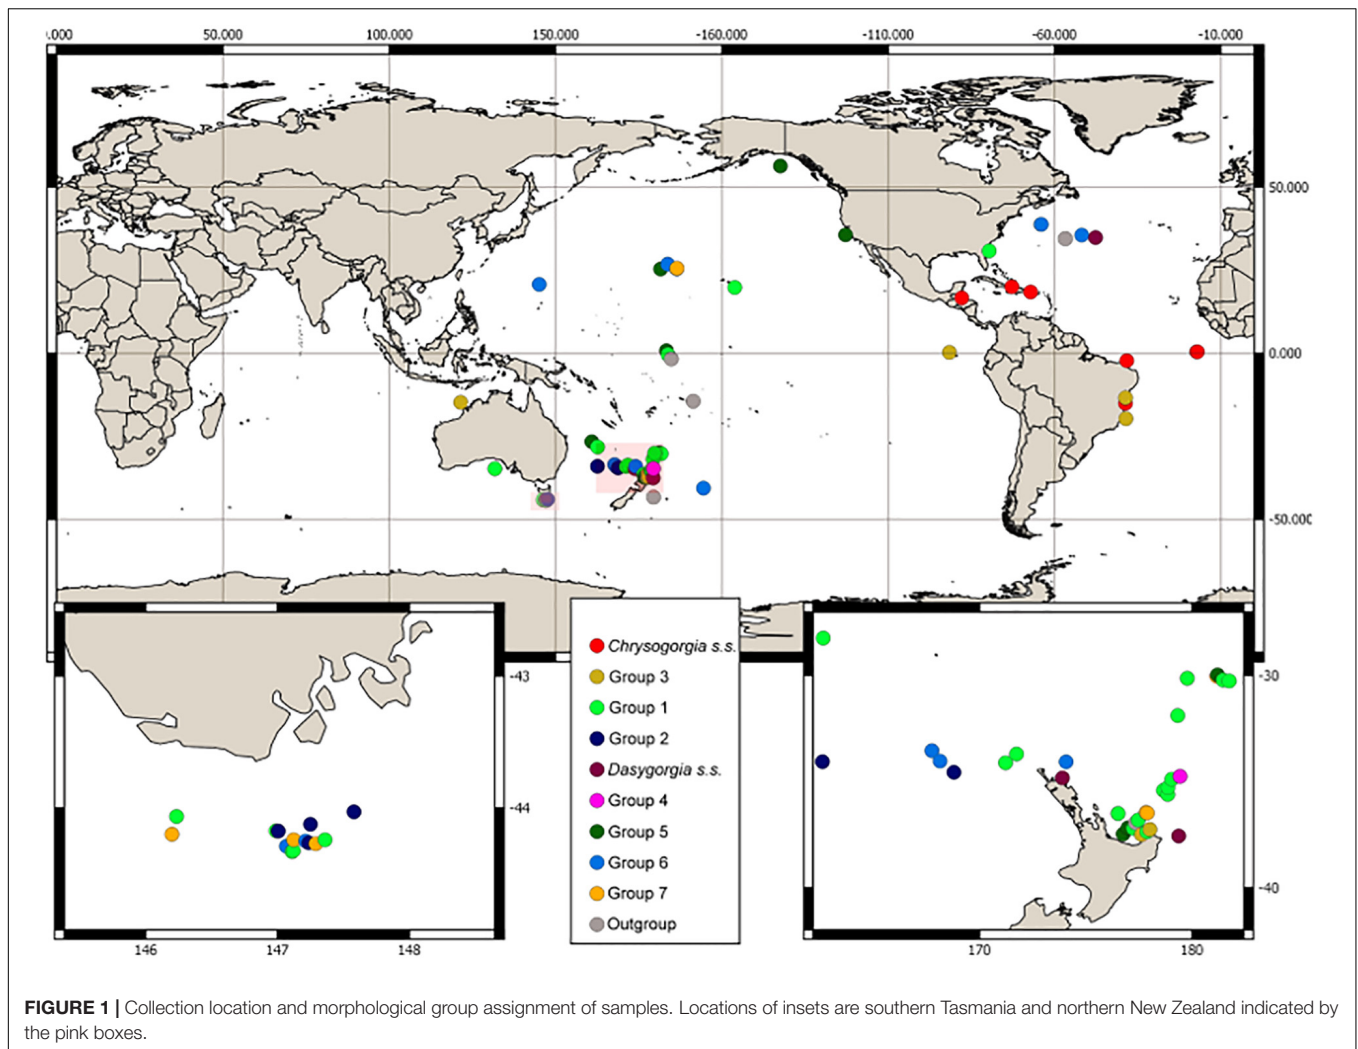 .000 50.000 100.000 150.000 -160.000 -110.000 -60.000 -10.000
50.000
0.000
-50.000
Chrysogorgia s.s.
Group 3
Group 1
Group 2
Dasygorgia s.s.
Group 4
Group 5
Group 6
Group 7
Outgroup
-43
-44
146 147 148
-30
-40
170 180
FIGURE 1 | Collection location and morphological group assignment of samples. Locations of insets are southern Tasmania and northern New Zealand indicated by
the pink boxes.